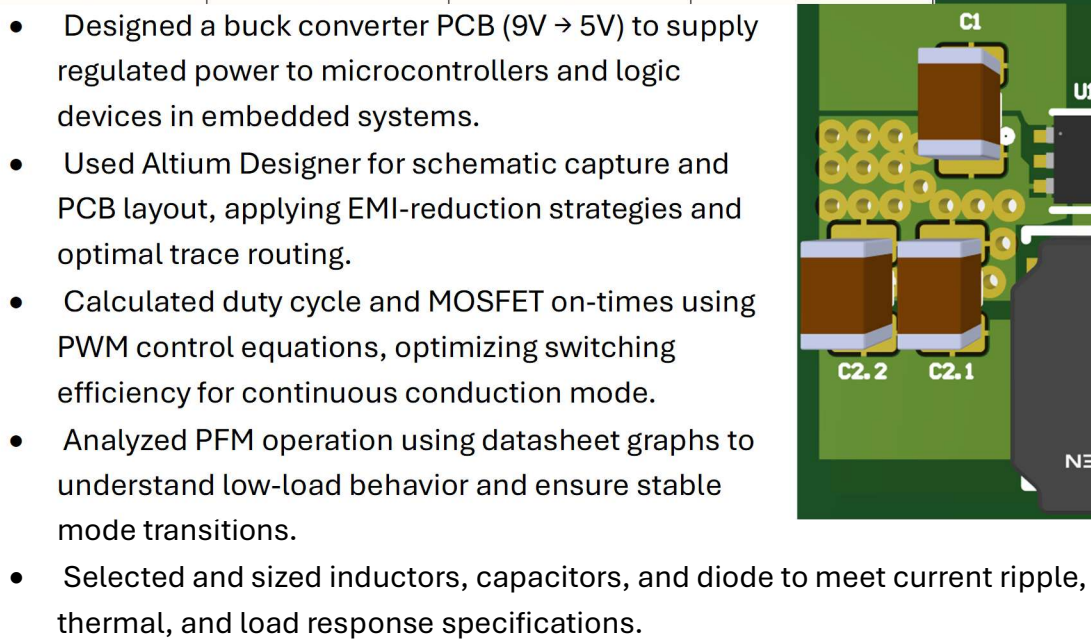 • Designed a buck converter PCB (9V → 5V) to supply
regulated power to microcontrollers and logic
devices in embedded systems.
• Used Altium Designer for schematic capture and
PCB layout, applying EMI-reduction strategies and
optimal trace routing.
• Calculated duty cycle and MOSFET on-times using
PWM control equations, optimizing switching
efficiency for continuous conduction mode.
• Analyzed PFM operation using datasheet graphs to
understand low-load behavior and ensure stable
mode transitions.
• Selected and sized inductors, capacitors, and diode to meet current ripple,
thermal, and load response specifications.
C1
C2.2 C2.1